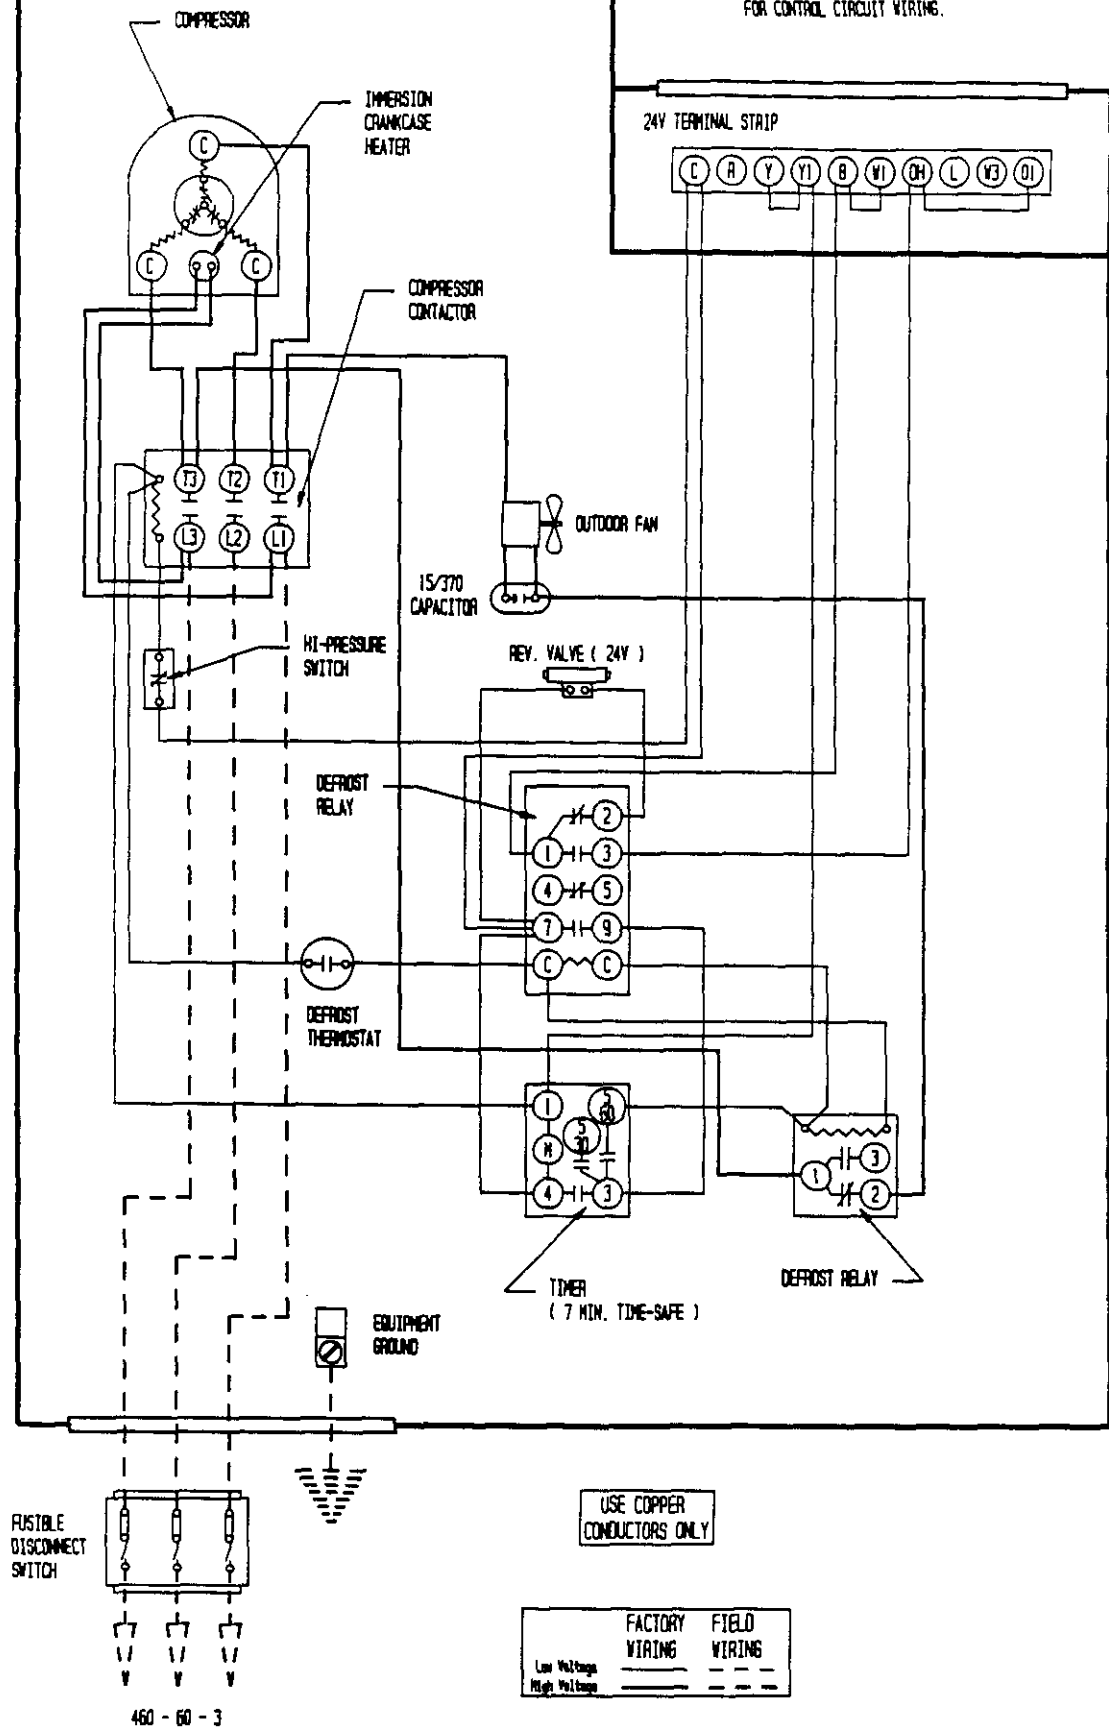 COMPRESSOR
FOR CONTROL CIRCUIT WIRING.
IMMERSION
CRANKCASE
HEATER
24V TERMINAL STRIP
C R Y Y1 B W1 OH L W3 O1
C
C C
COMPRESSOR
CONTACTOR
T3 T2 T1
L3 L2 L1
OUTDOOR FAN
15/370
CAPACITOR
HI-PRESSURE
SWITCH
REV. VALVE ( 24V )
DEFROST
RELAY
2
1 3
4 5
7 9
C C
DEFROST
THERMOSTAT
1 5 60
M 5 30
4 3
1 3
2
TIMER
( 7 MIN. TIME-SAFE )
DEFROST RELAY
EQUIPMENT
GROUND
FUSIBLE
DISCONNECT
SWITCH
USE COPPER
CONDUCTORS ONLY
FACTORY FIELD
WIRING WIRING
Low Voltage
High Voltage
460 - 60 - 3